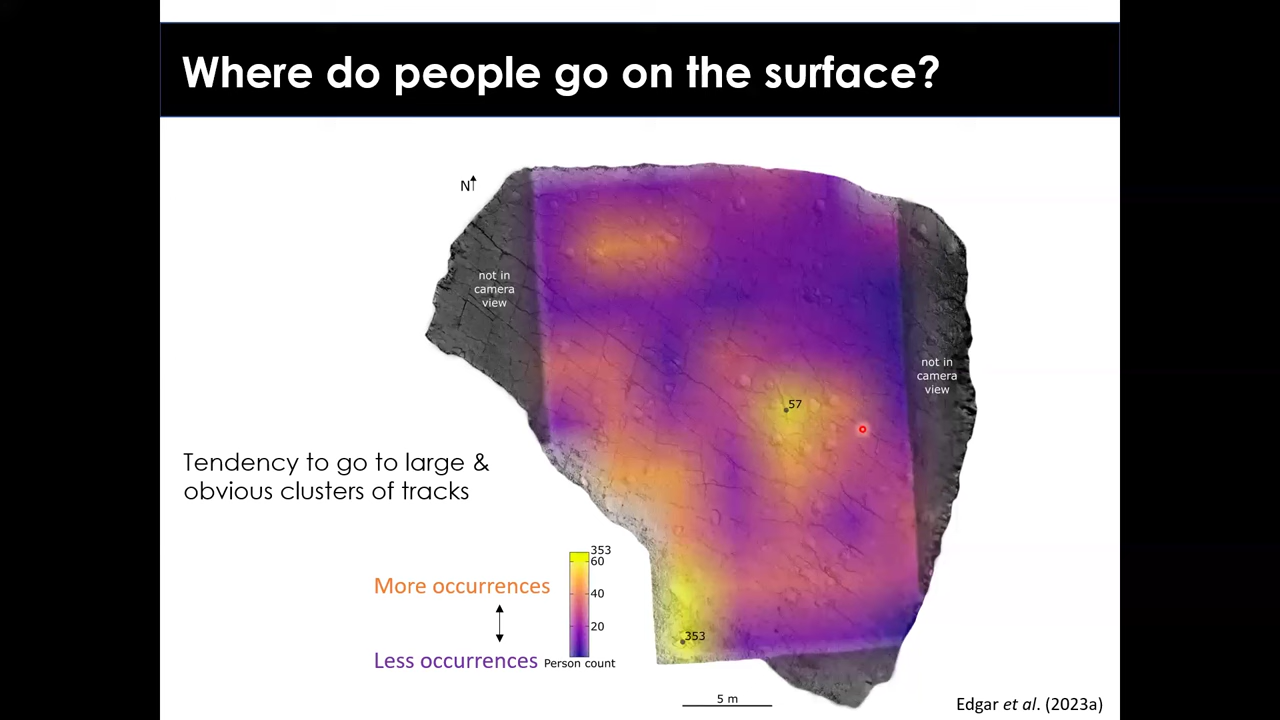 Where do people go on the surface?
N
not in
camera
view
not in
camera
view
57
Tendency to go to large &
obvious clusters of tracks
353
60
40
20
More occurrences
Less occurrences
Person count
353
5 m
Edgar et al. (2023a)